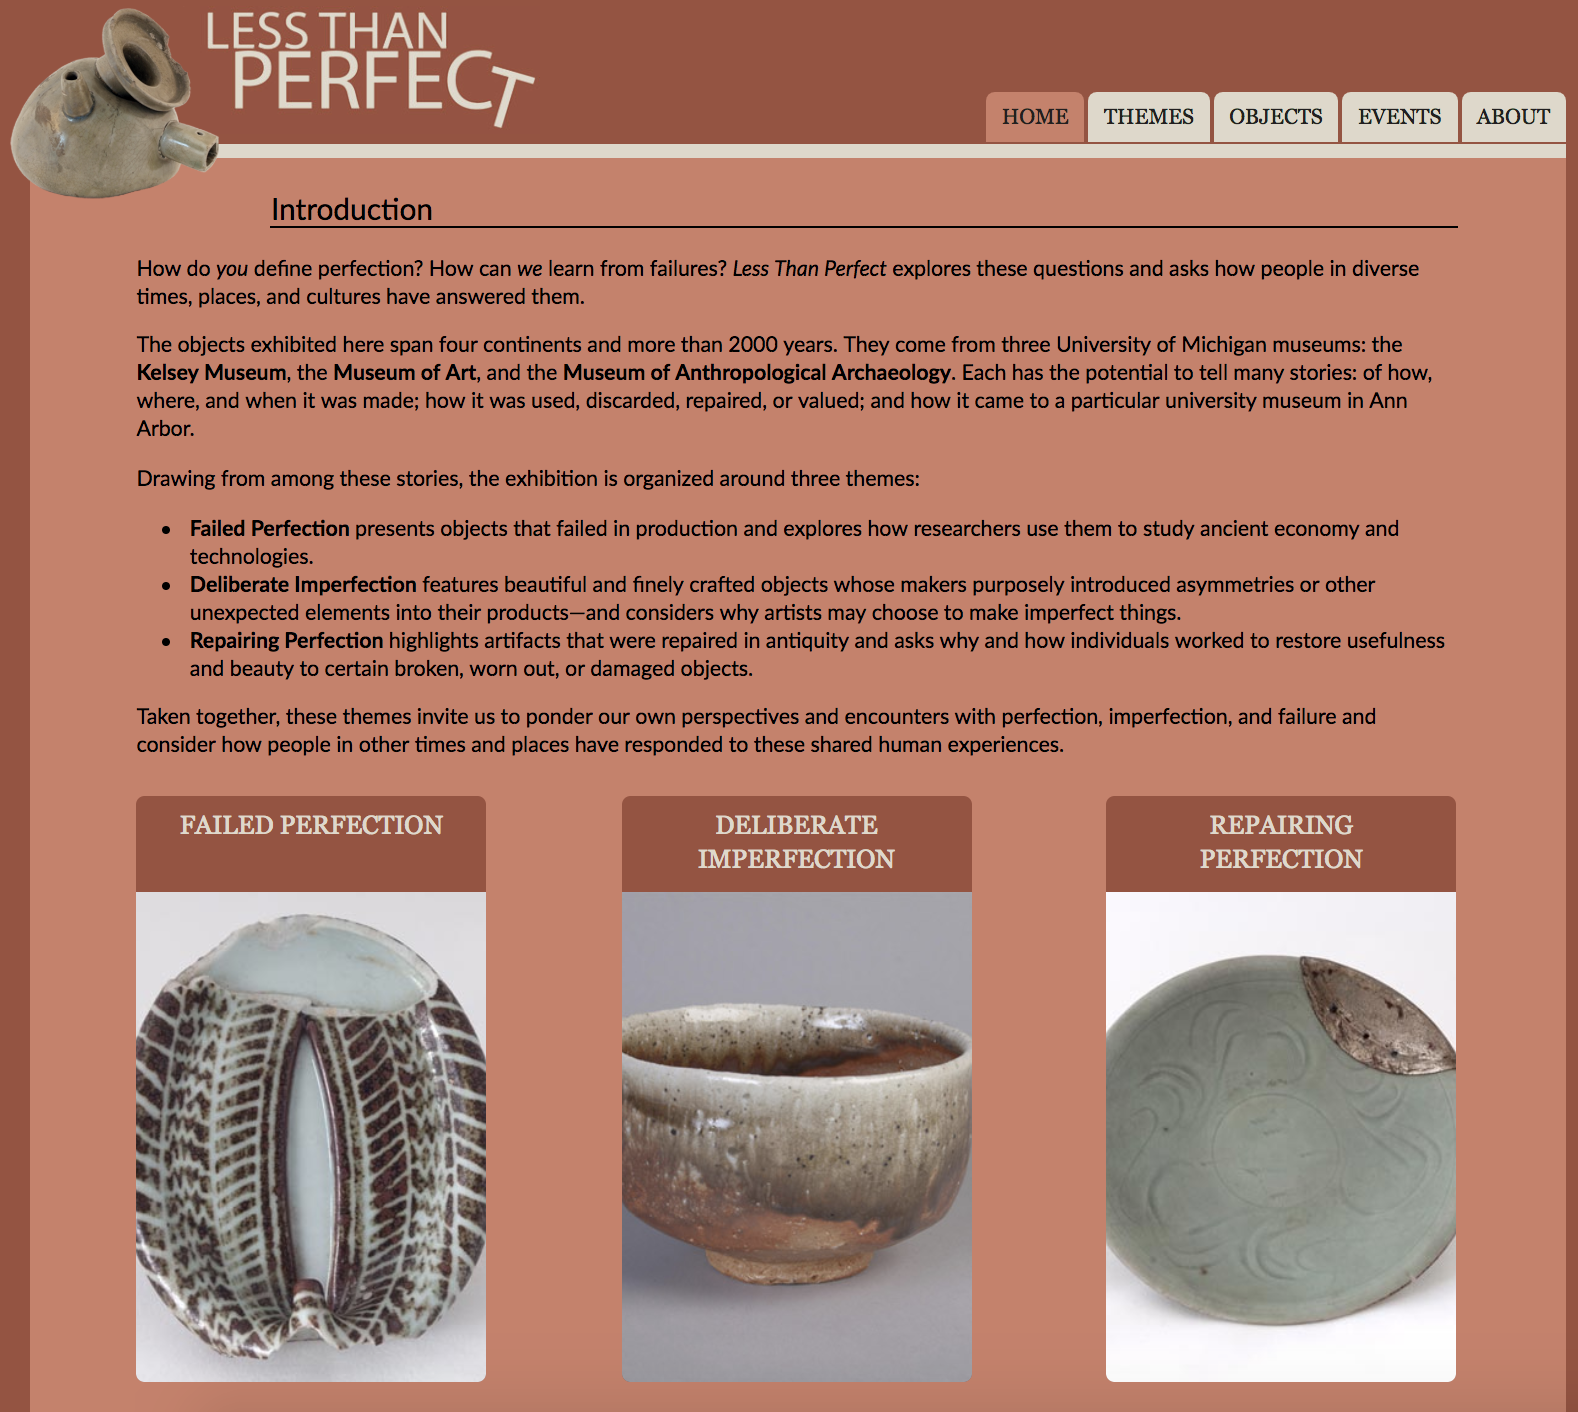 LESS THAN
PERFECT
HOME
THEMES
OBJECTS
EVENTS
ABOUT
Introduction
How do you define perfection? How can we learn from failures? Less Than Perfect explores these questions and asks how people in diverse
times, places, and cultures have answered them.
The objects exhibited here span four continents and more than 2000 years. They come from three University of Michigan museums: the
Kelsey Museum, the Museum of Art, and the Museum of Anthropological Archaeology. Each has the potential to tell many stories: of how,
where, and when it was made; how it was used, discarded, repaired, or valued; and how it came to a particular university museum in Ann
Arbor.
Drawing from among these stories, the exhibition is organized around three themes:
• Failed Perfection presents objects that failed in production and explores how researchers use them to study ancient economy and
technologies.
• Deliberate Imperfection features beautiful and finely crafted objects whose makers purposely introduced asymmetries or other
unexpected elements into their products—and considers why artists may choose to make imperfect things.
• Repairing Perfection highlights artifacts that were repaired in antiquity and asks why and how individuals worked to restore usefulness
and beauty to certain broken, worn out, or damaged objects.
Taken together, these themes invite us to ponder our own perspectives and encounters with perfection, imperfection, and failure and
consider how people in other times and places have responded to these shared human experiences.
FAILED PERFECTION
DELIBERATE
IMPERFECTION
REPAIRING
PERFECTION